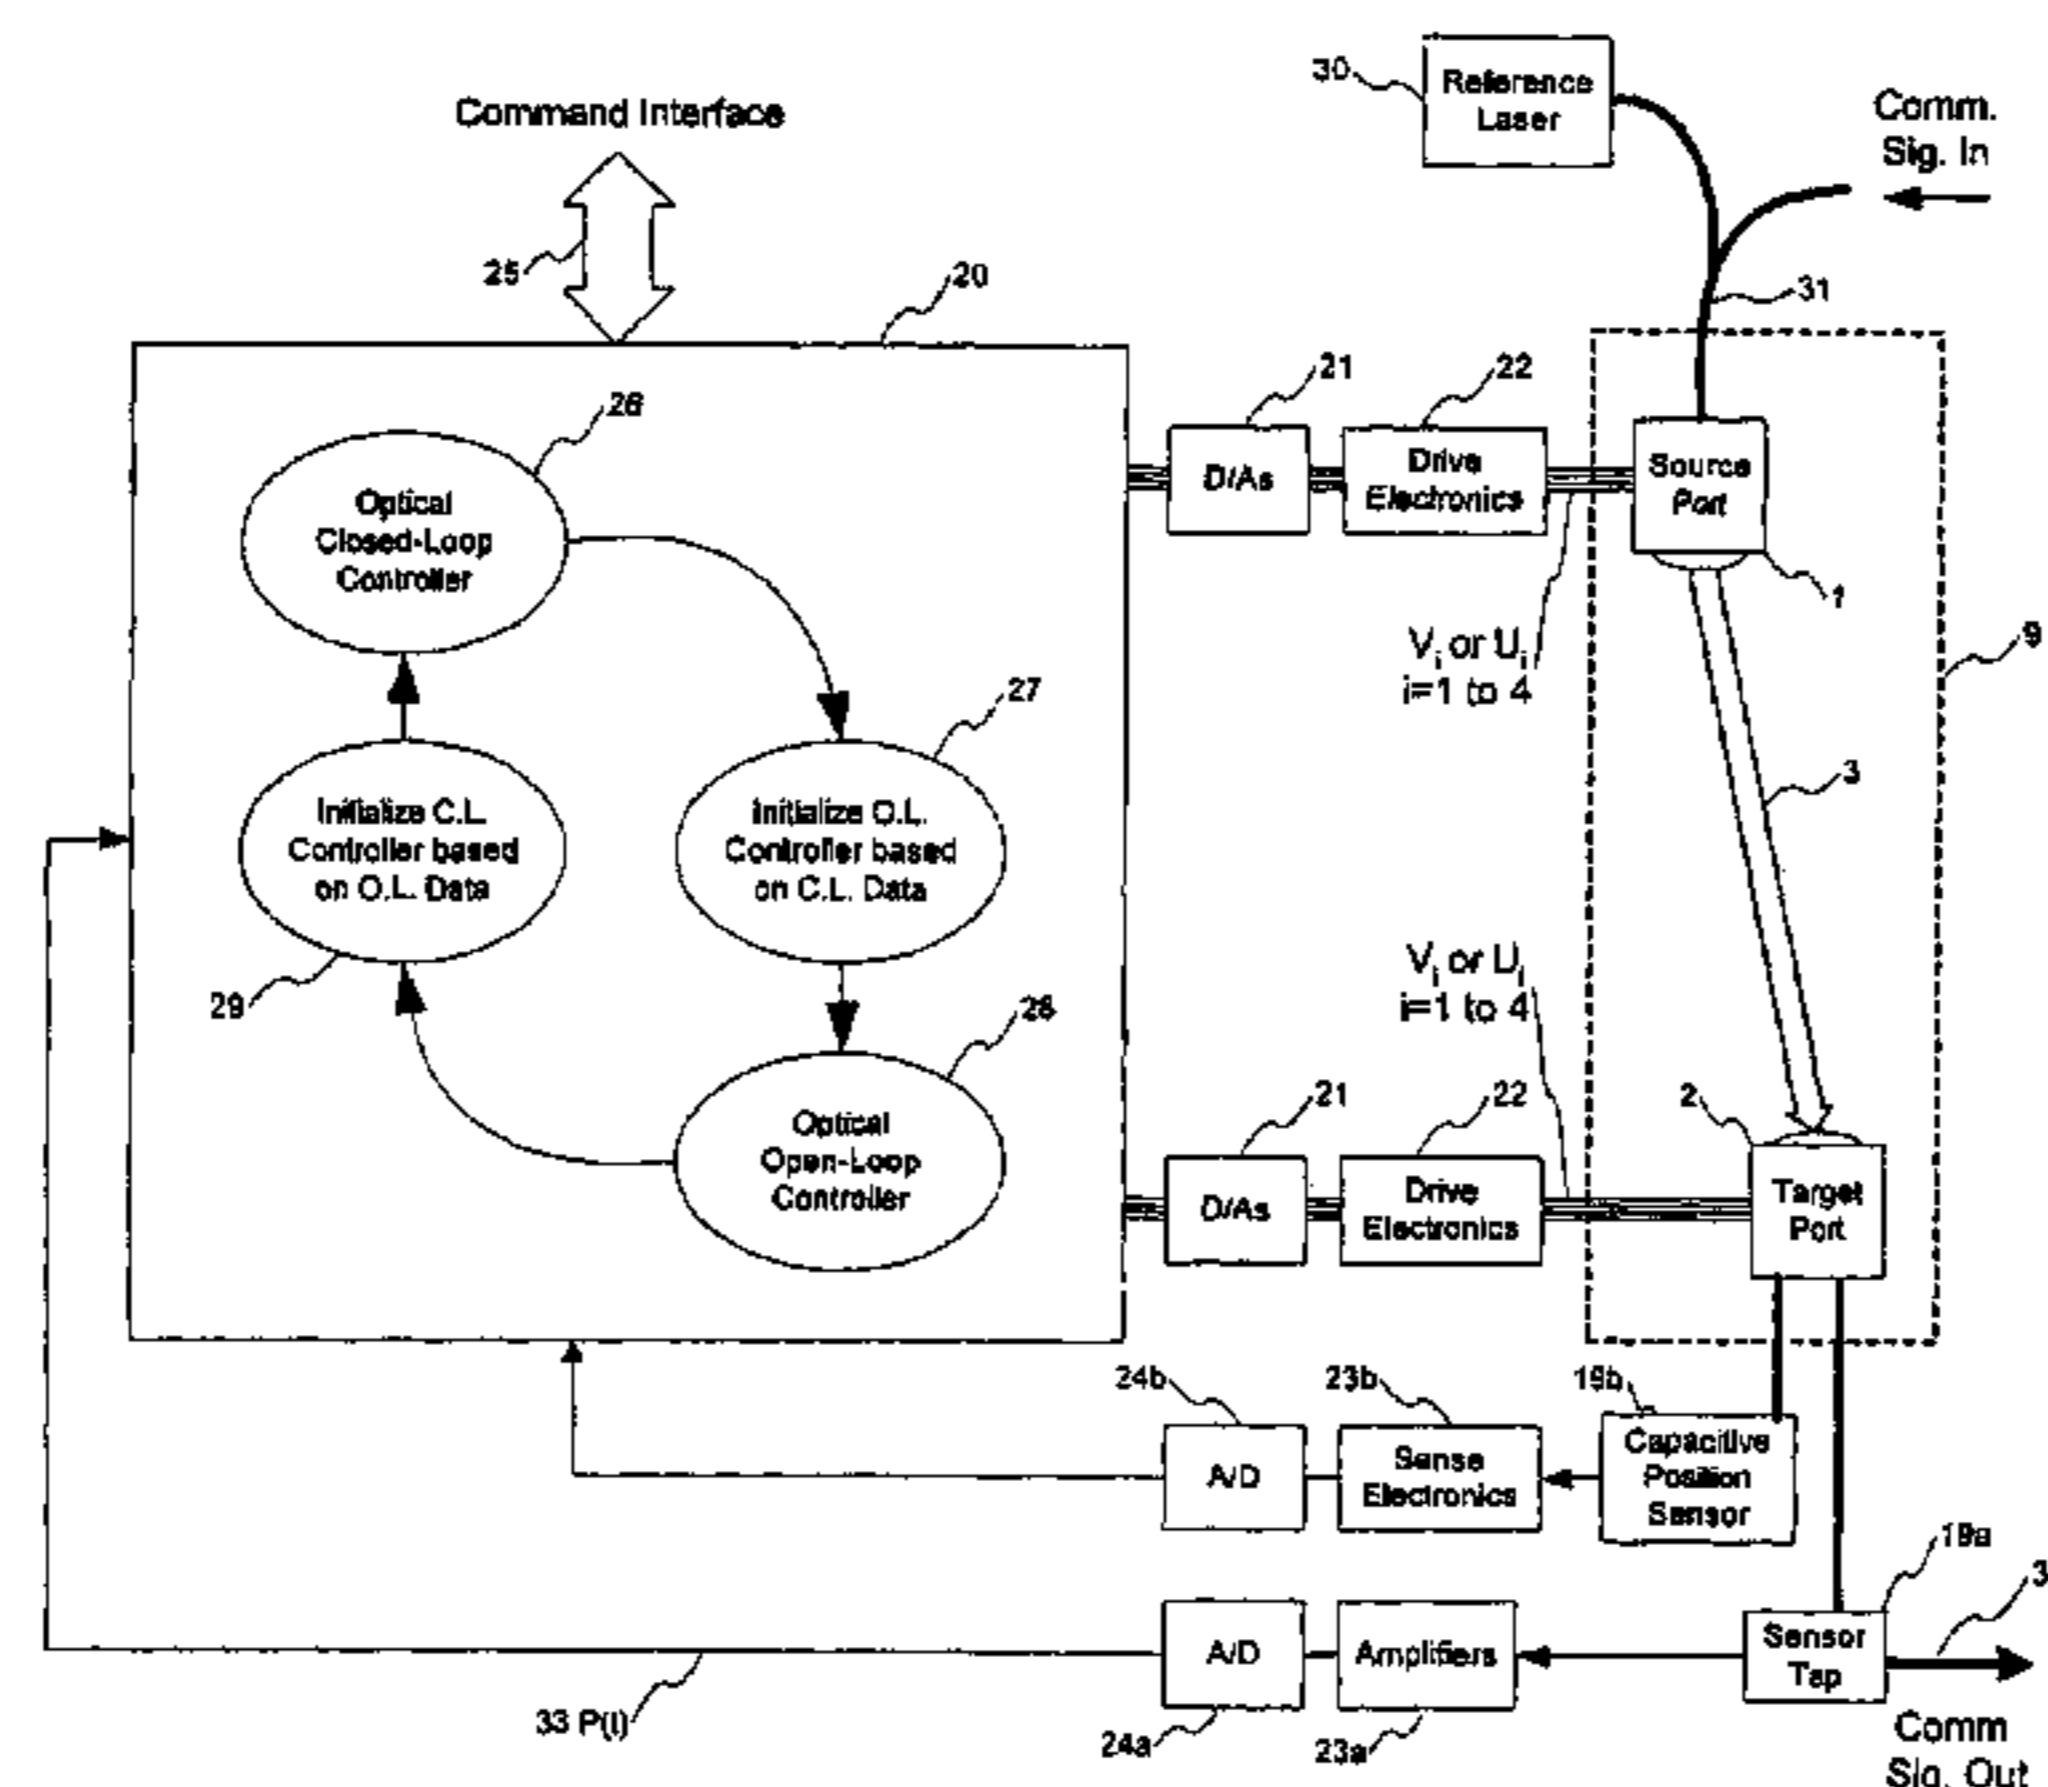 30
Reference
Laser
Comm.
Sig. In
Command Interface
25
20
31
21
22
26
D/As
Drive
Electronics
Source
Port
Optical
Closed-Loop
Controller
1
Vi or Ui
i=1 to 4
9
27
3
Initialize C.L.
Controller based
on O.L. Data
Initialize O.L.
Controller based
on C.L. Data
29
28
Vi or Ui
i=1 to 4
21
22
2
Optical
Open-Loop
Controller
D/As
Drive
Electronics
Target
Port
24b
23b
19b
A/D
Sense
Electronics
Capacitive
Position
Sensor
19a
3
A/D
Amplifiers
Sensor
Tap
33 P(I)
24a
23a
Comm
Sig. Out